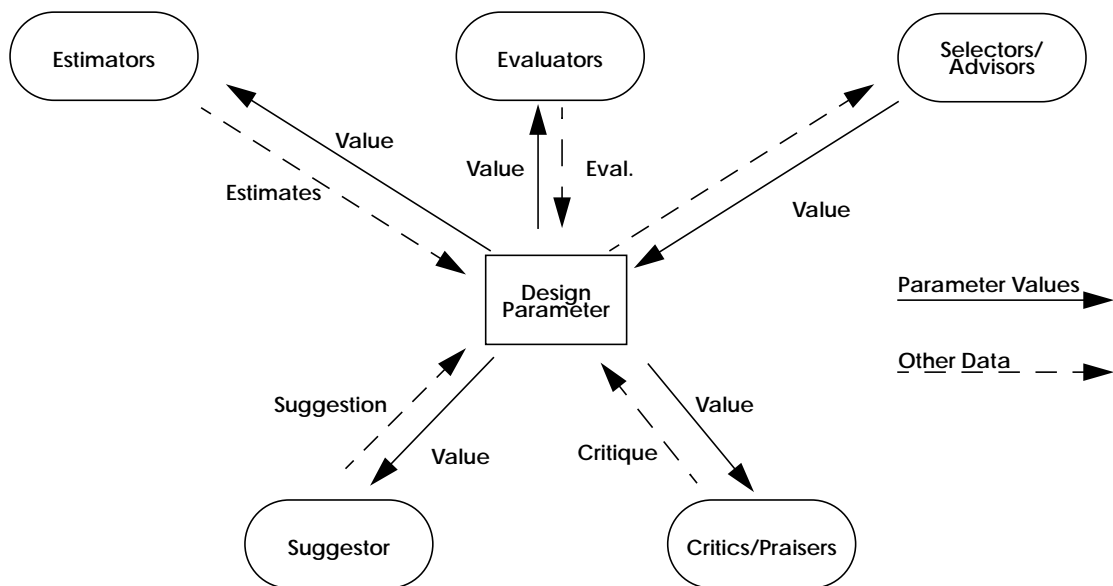 Estimators
Evaluators
Selectors/
Advisors
Value
Estimates
Value
Eval.
Value
Design
Parameter
Parameter Values
Other Data
Suggestion
Value
Value
Critique
Suggestor
Critics/Praisers